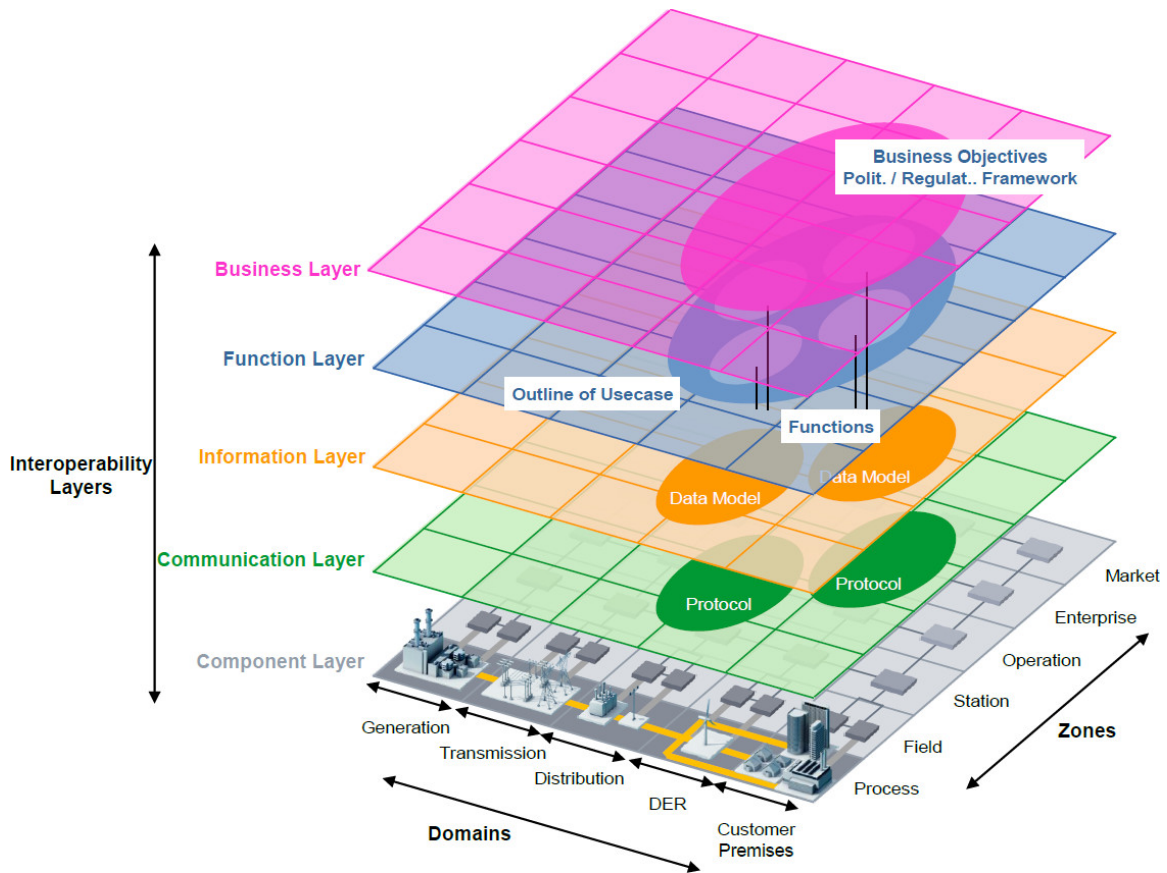 Business Objectives
Polit. / Regulat.. Framework
Business Layer
Function Layer
Outline of Usecase
Functions
Information Layer
Interoperability
Layers
Data Model
Data Model
Communication Layer
Protocol
Protocol
Component Layer
Market
Enterprise
Operation
Station
Field
Process
Zones
Generation
Transmission
Distribution
DER
Customer
Premises
Domains